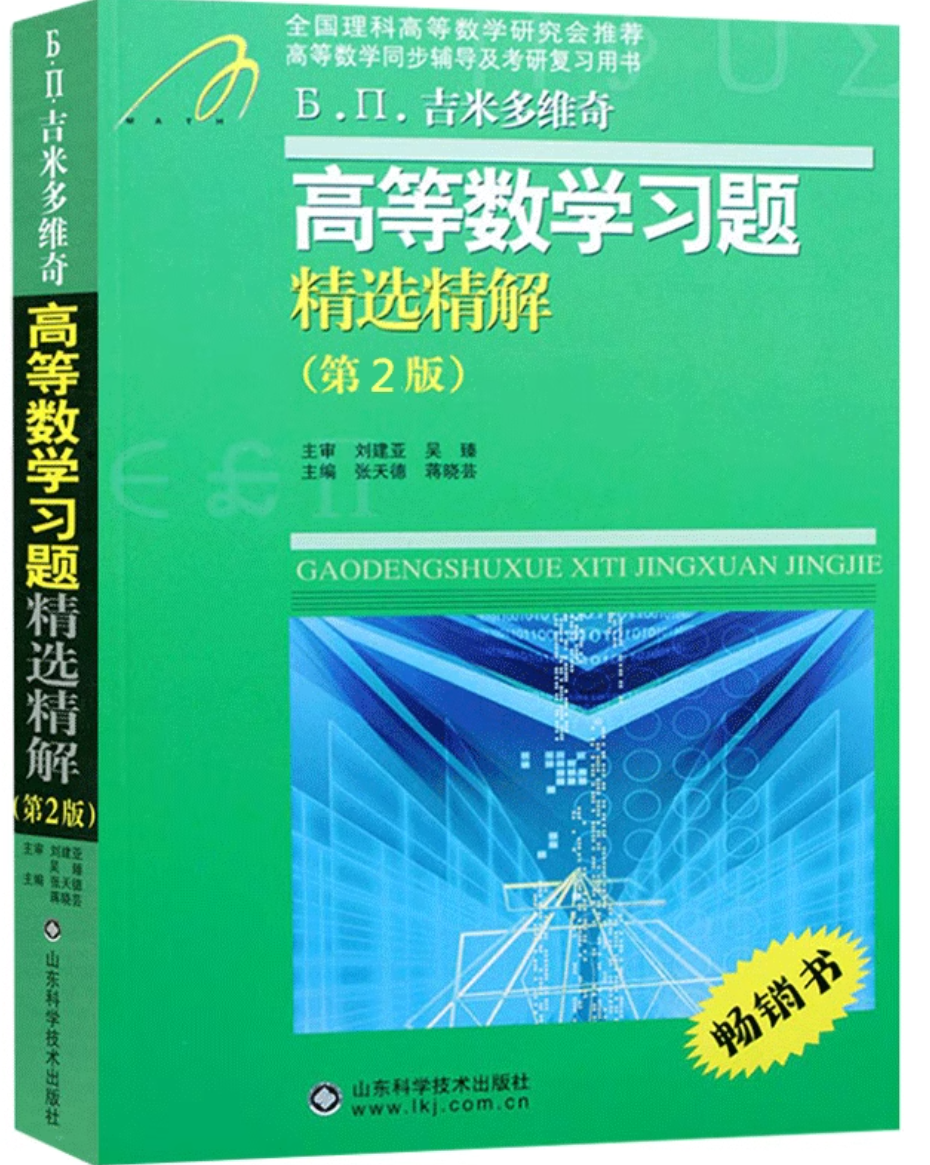 Б.П.吉米多维奇
高等数学习题精选精解
(第2版)
主审 刘建亚
吴臻
主编 张天德
蒋晓芸
山东科学技术出版社
MATH
全国理科高等数学研究会推荐
高等数学同步辅导及考研复习用书
Б.П.吉米多维奇
高等数学习题
精选精解
(第2版)
主审 刘建亚 吴臻
主编 张天德 蒋晓芸
GAODENGSHUXUE XITI JINGXUAN JINGJIE
畅销书
山东科学技术出版社
www.lkj.com.cn